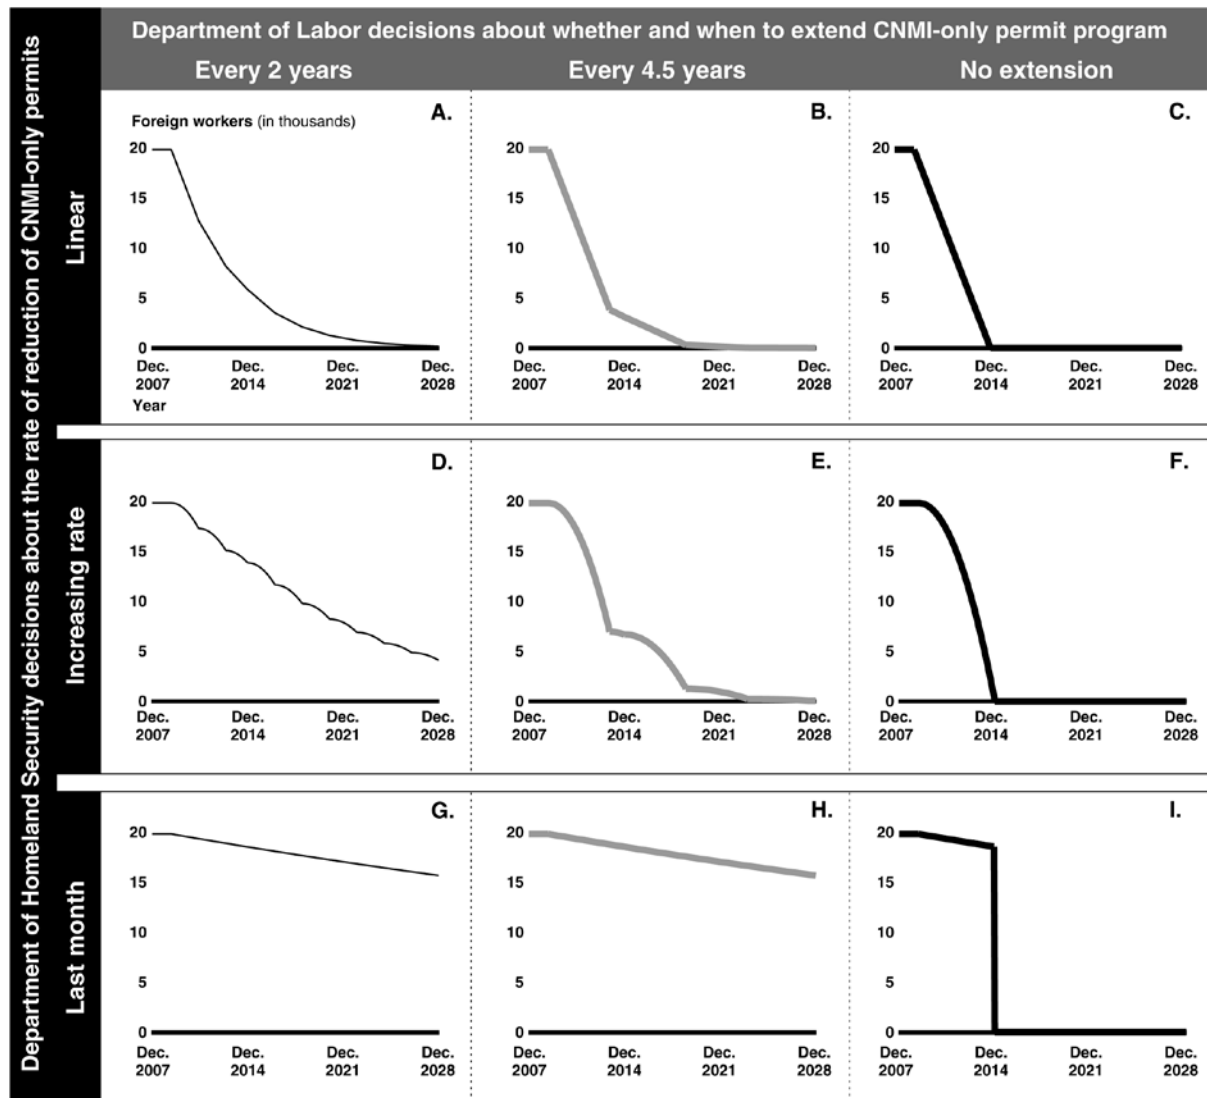 Department of Homeland Security decisions about the rate of reduction of CNMI-only permits
Department of Labor decisions about whether and when to extend CNMI-only permit program
Every 2 years
Every 4.5 years
No extension
Linear
A.
Foreign workers (in thousands)
20
15
10
5
0
Dec. 2007
Dec. 2014
Dec. 2021
Dec. 2028
Year
B.
20
15
10
5
0
Dec. 2007
Dec. 2014
Dec. 2021
Dec. 2028
C.
20
15
10
5
0
Dec. 2007
Dec. 2014
Dec. 2021
Dec. 2028
Increasing rate
D.
20
15
10
5
0
Dec. 2007
Dec. 2014
Dec. 2021
Dec. 2028
E.
20
15
10
5
0
Dec. 2007
Dec. 2014
Dec. 2021
Dec. 2028
F.
20
15
10
5
0
Dec. 2007
Dec. 2014
Dec. 2021
Dec. 2028
Last month
G.
20
15
10
5
0
Dec. 2007
Dec. 2014
Dec. 2021
Dec. 2028
H.
20
15
10
5
0
Dec. 2007
Dec. 2014
Dec. 2021
Dec. 2028
I.
20
15
10
5
0
Dec. 2007
Dec. 2014
Dec. 2021
Dec. 2028